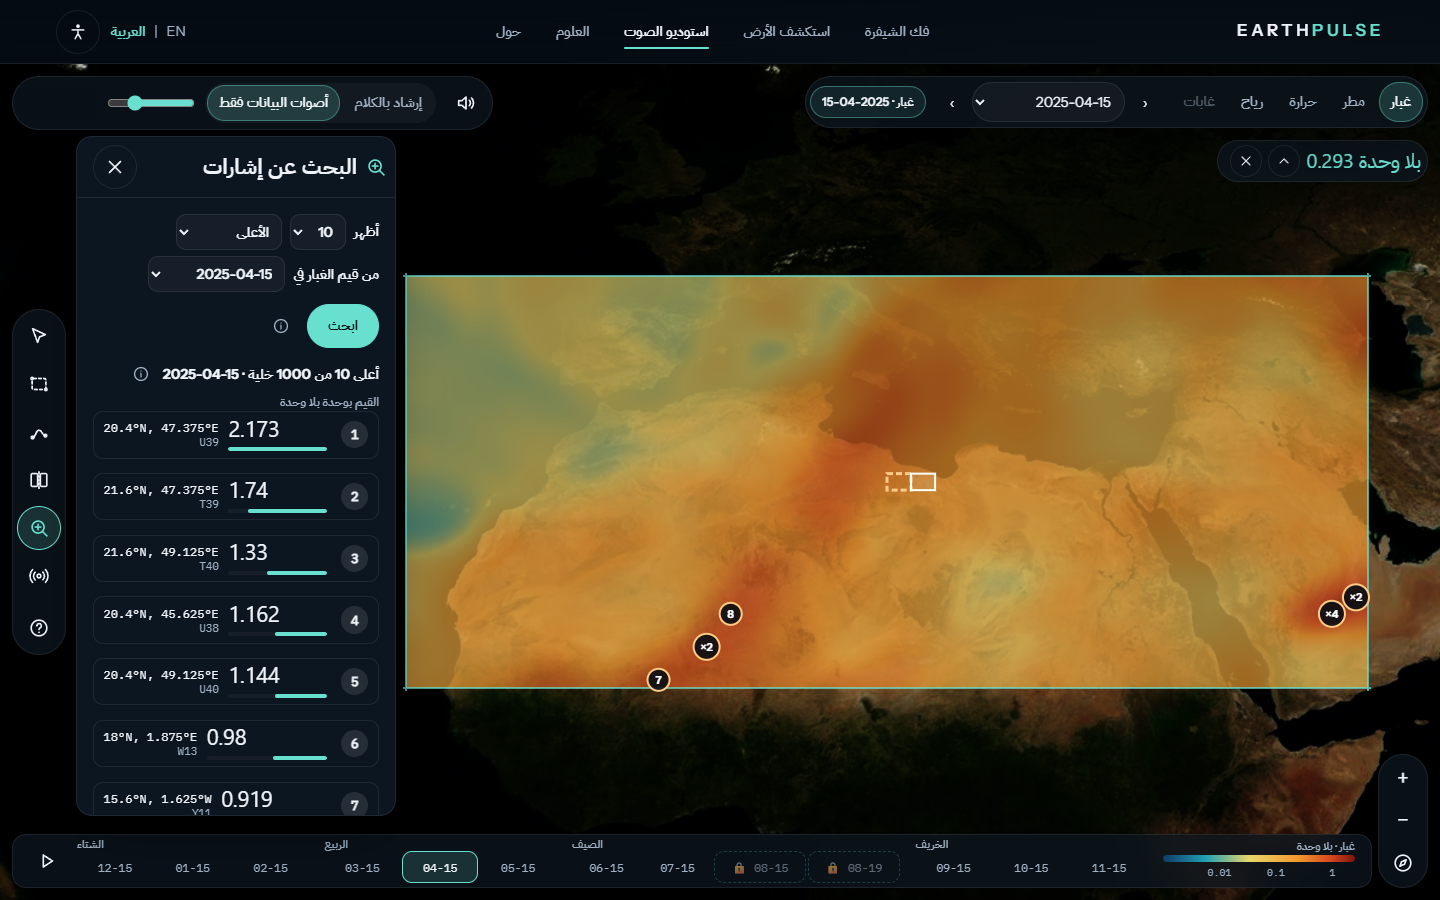 EARTHPULSE
فك الشيفرة
استكشف الأرض
استوديو الصوت
العلوم
حول
العربية | EN
غبار
مطر
حرارة
رياح
غابات
2025-04-15
غبار · 2025-04-15
إرشاد بالكلام
أصوات البيانات فقط
0.293 بلا وحدة
البحث عن إشارات
أظهر 10 الأعلى
من قيم الغبار في 2025-04-15
ابحث
أعلى 10 من 1000 خلية · 2025-04-15
القيم بوحدة بلا وحدة
1 2.173 20.4°N, 47.375°E
U39
2 1.74 21.6°N, 47.375°E
T39
3 1.33 21.6°N, 49.125°E
T40
4 1.162 20.4°N, 45.625°E
U38
5 1.144 20.4°N, 49.125°E
U40
6 0.98 18°N, 1.875°E
W13
7 0.919 15.6°N, 1.625°W
Y11
8
×2
7
×4
×2
الشتاء
12-15 01-15 02-15
الربيع
03-15 04-15 05-15
الصيف
06-15 07-15 08-15 08-19
الخريف
09-15 10-15 11-15
غبار · بلا وحدة
0.01 0.1 1